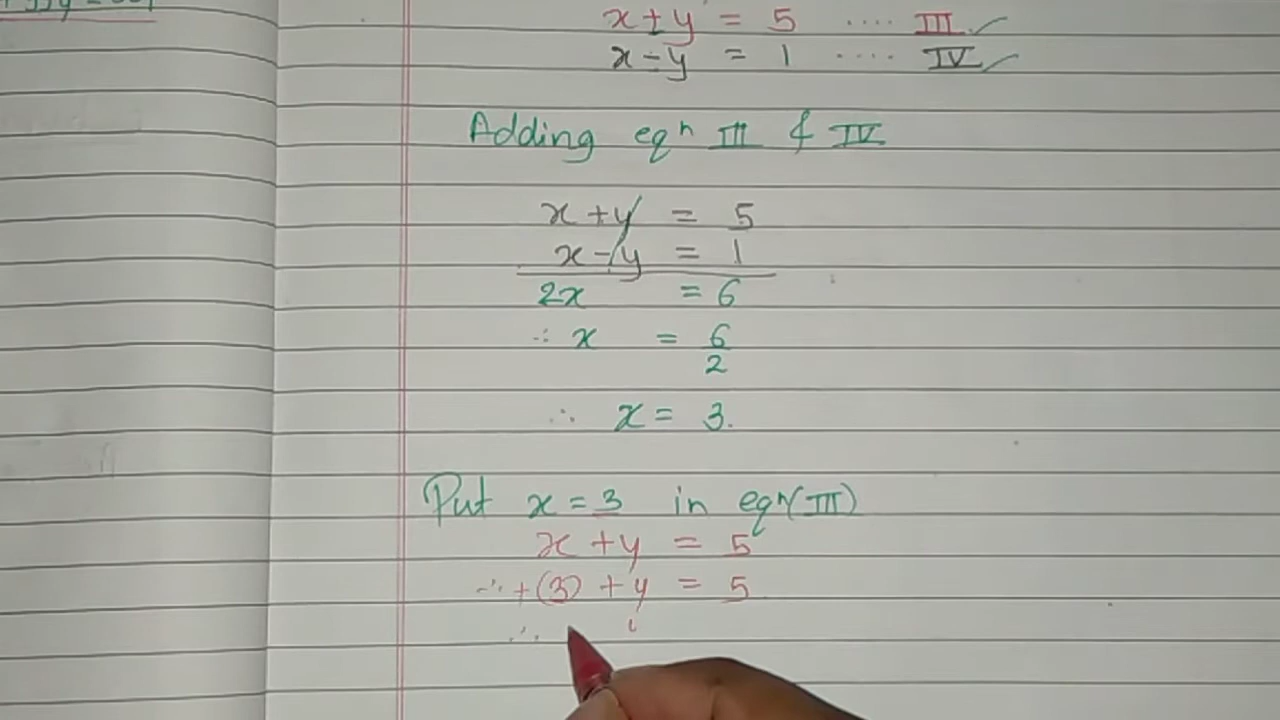 x + y = 5 .... III ✓
x - y = 1 .... IV ✓
Adding eqⁿ III & IV
x + y = 5
x - y = 1
2x = 6
∴ x = 6/2
∴ x = 3.
Put x = 3 in eqⁿ (III)
x + y = 5
∴ +(3) + y = 5
∴